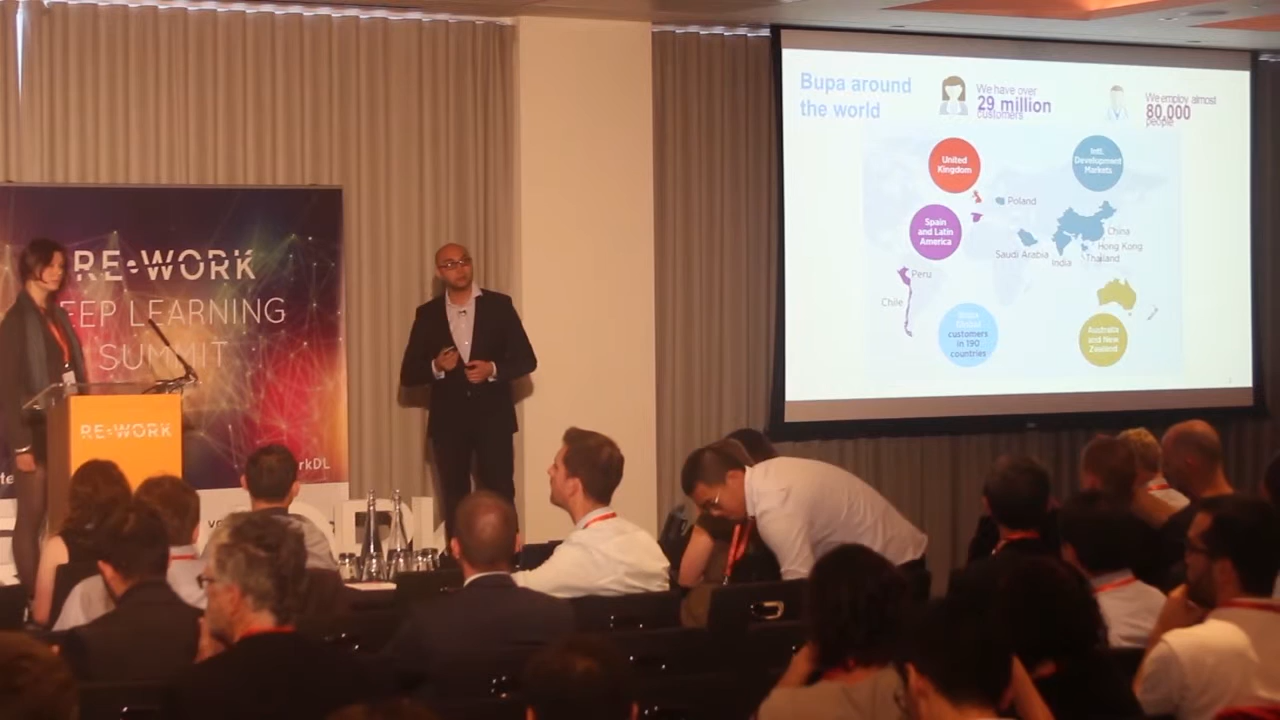 RE•WORK
EEP LEARNING
SUMMIT
rkDL
RE•WORK
Bupa around
the world
We have over
29 million
customers
We employ almost
80,000
people
United
Kingdom
Intl.
Development
Markets
Poland
Spain
and Latin
America
China
Hong Kong
Saudi Arabia
India
Thailand
Peru
Chile
customers
in 190
countries
Australia
and New
Zealand